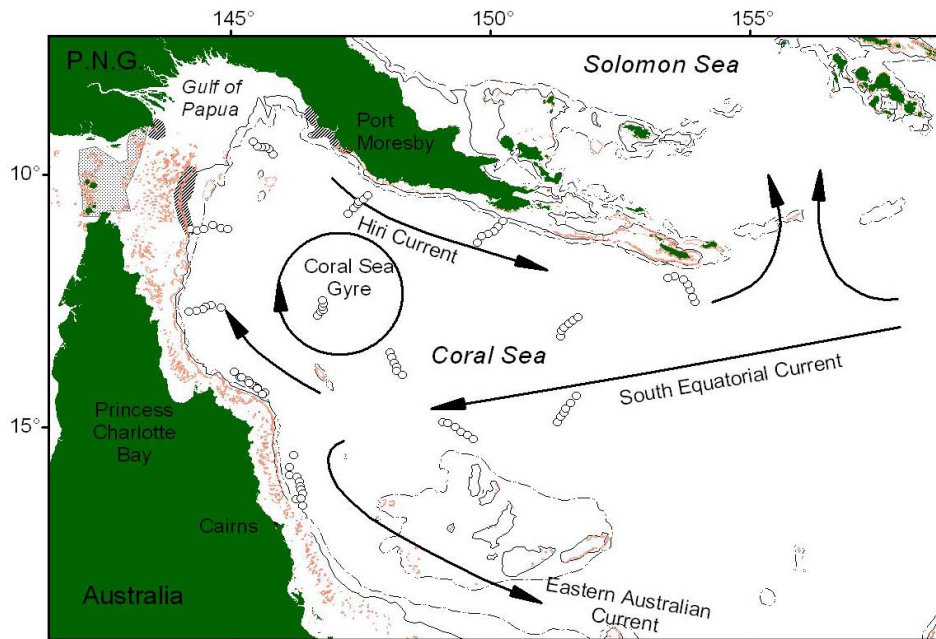 145°
150°
155°
P.N.G.
Solomon Sea
Gulf of
Papua
Port
Moresby
10°
Hiri Current
Coral Sea
Gyre
Coral Sea
South Equatorial Current
Princess
Charlotte
Bay
15°
Cairns
Eastern Australian
Current
Australia